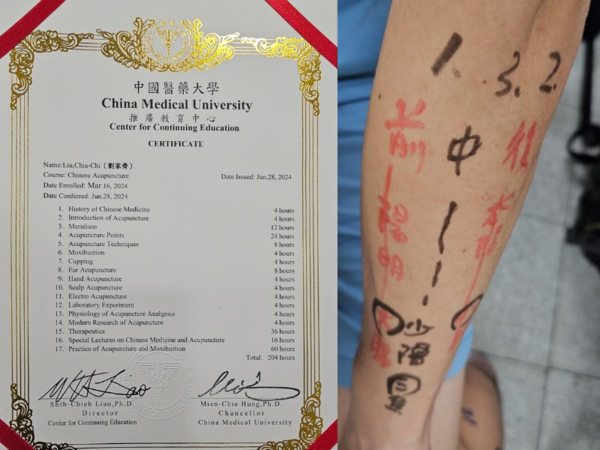 中國醫藥大學
China Medical University
推廣教育中心
Center for Continuing Education
CERTIFICATE
Name:Liu,Chia-Chi (劉家齊)
Course: Chinese Acupuncture
Date Issued: Jun.28, 2024
Date Enrolled: Mar.16, 2024
Date Conferred: Jun.28, 2024
1. History of Chinese Medicine 4 hours
2. Introduction of Acupuncture 4 hours
3. Meridians 12 hours
4. Acupuncture Points 24 hours
5. Acupuncture Techniques 8 hours
6. Moxibustion 4 hours
7. Cupping 4 hours
8. Ear Acupuncture 8 hours
9. Hand Acupuncture 4 hours
10. Scalp Acupuncture 4 hours
11. Electro Acupuncture 4 hours
12. Laboratory Experiment 4 hours
13. Physiology of Acupuncture Analgesia 4 hours
14. Modern Research of Acupuncture 4 hours
15. Therapeutics 36 hours
16. Special Lectures on Chinese Medicine and Acupuncture 16 hours
17. Practice of Acupuncture and Moxibustion 60 hours
Total: 204 hours
Shih-Chieh Liao, Ph.D.
Director
Center for Continuing Education
Mien-Chie Hung, Ph.D.
Chancellor
China Medical University
1. 3. 2.
前 陽明
中 少陽
後 太陽